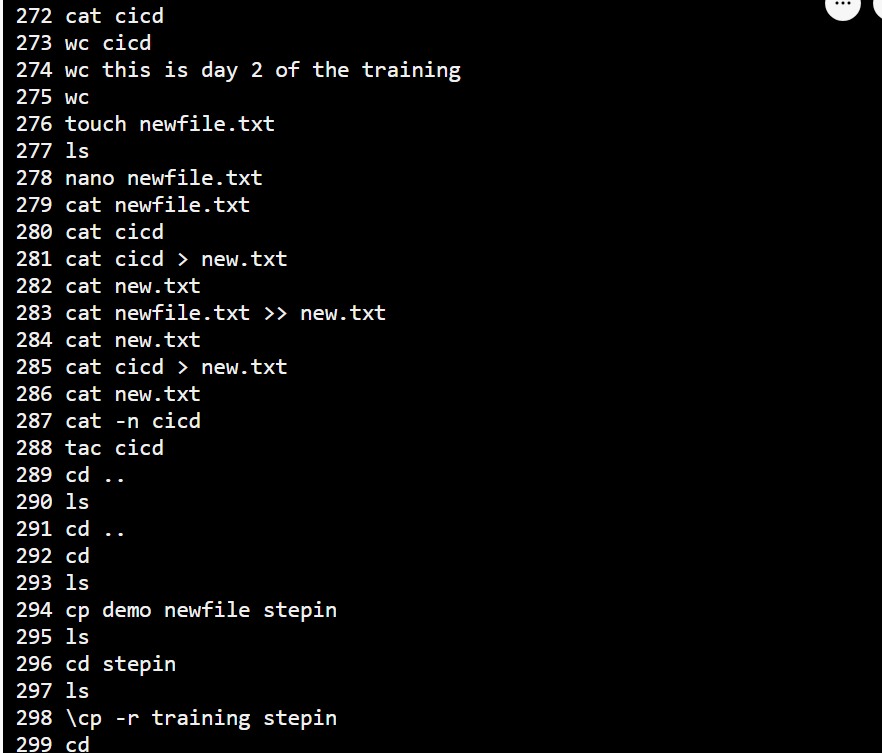 272 cat cicd
273 wc cicd
274 wc this is day 2 of the training
275 wc
276 touch newfile.txt
277 ls
278 nano newfile.txt
279 cat newfile.txt
280 cat cicd
281 cat cicd > new.txt
282 cat new.txt
283 cat newfile.txt >> new.txt
284 cat new.txt
285 cat cicd > new.txt
286 cat new.txt
287 cat -n cicd
288 tac cicd
289 cd ..
290 ls
291 cd ..
292 cd
293 ls
294 cp demo newfile stepin
295 ls
296 cd stepin
297 ls
298 \cp -r training stepin
299 cd